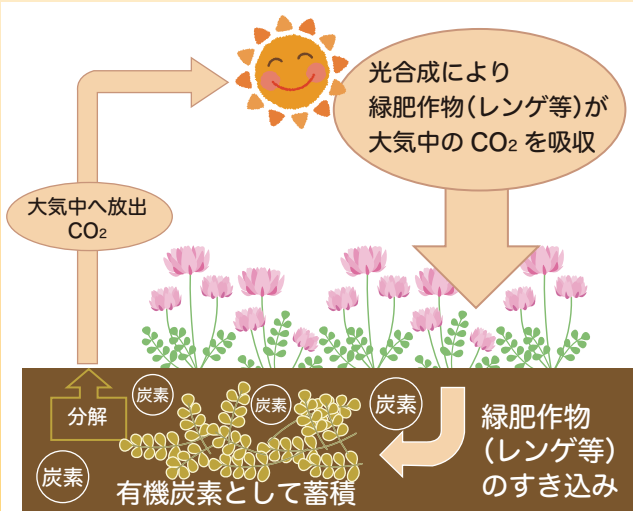 光合成により
緑肥作物(レンゲ等)が
大気中の CO₂ を吸収
大気中へ放出
CO₂
分解
炭素
炭素
炭素
炭素
緑肥作物
(レンゲ等)
のすき込み
有機炭素として蓄積